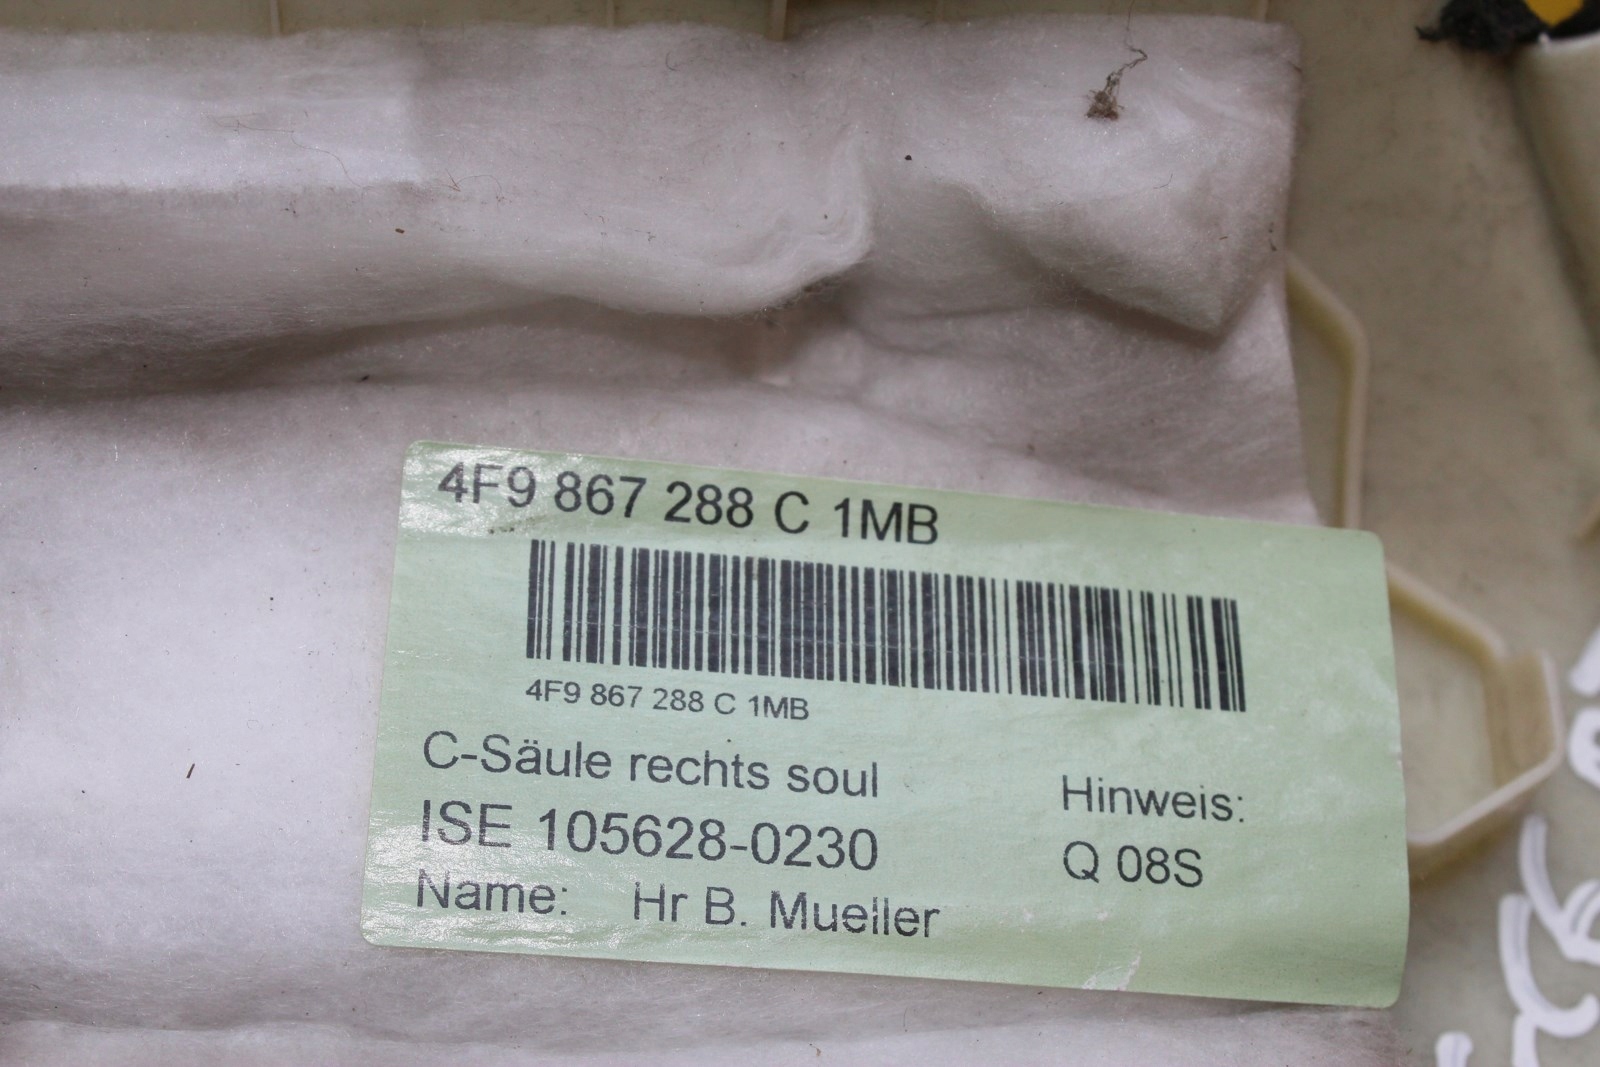 4F9 867 288 C 1MB
4F9 867 288 C 1MB
C-Säule rechts soul
ISE 105628-0230
Name: Hr B. Mueller
Hinweis:
Q 08S